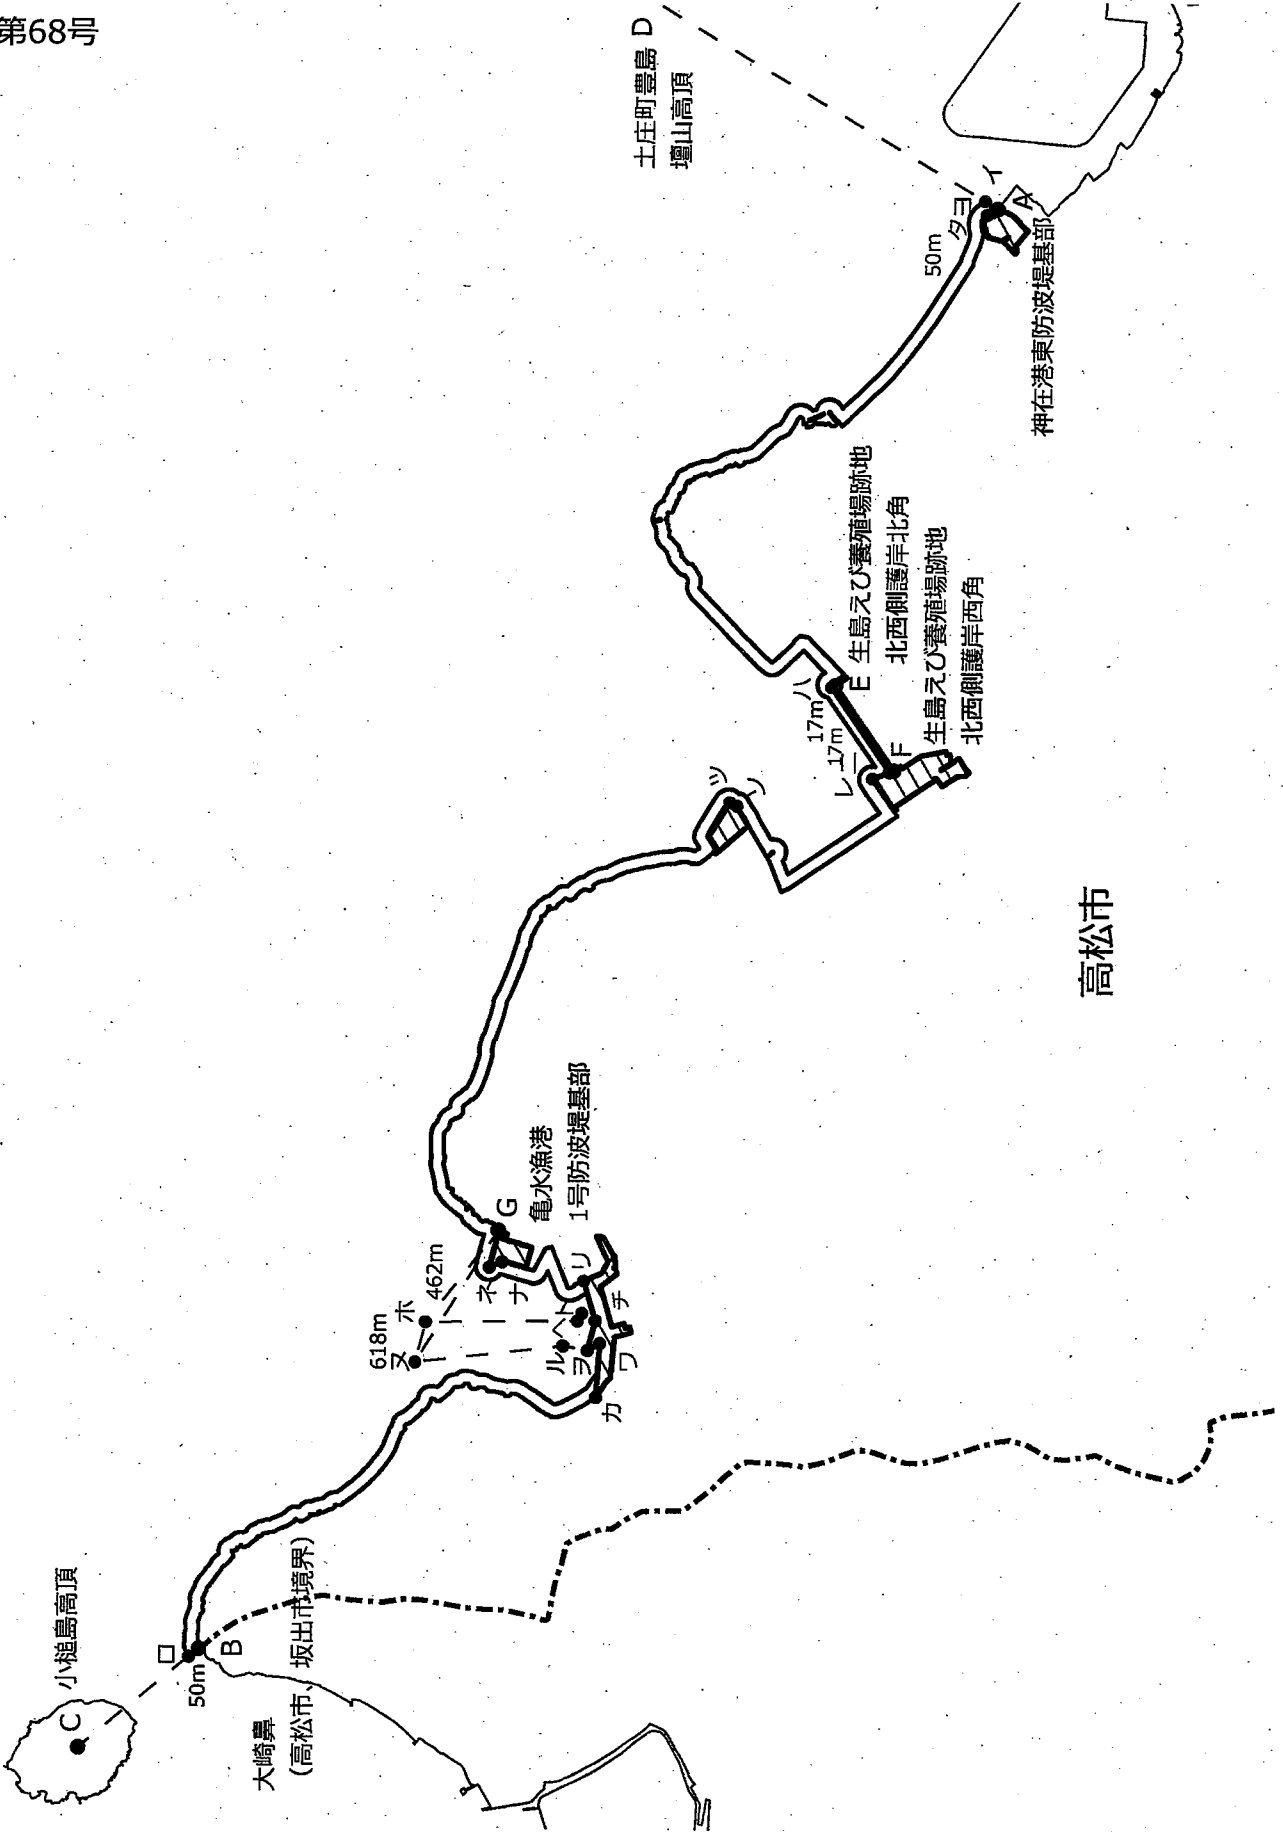 第68号
土庄町豊島 D
壇山高頂
イ
ヨ
タ
A
50m
神在港東防波堤基部
E 生島えび養殖場跡地
北西側護岸北角
ハ
17m
17m
ニ
レ
F
生島えび養殖場跡地
北西側護岸西角
ツ
ソ
高松市
G
亀水漁港
1号防波堤基部
462m
ネ
ナ
リ
618m
ホ
ヌ
ト
ヘ
チ
ル
ヲ
ワ
カ
小槌島高頂
C
ロ
50m
B
大崎鼻
(高松市、坂出市境界)